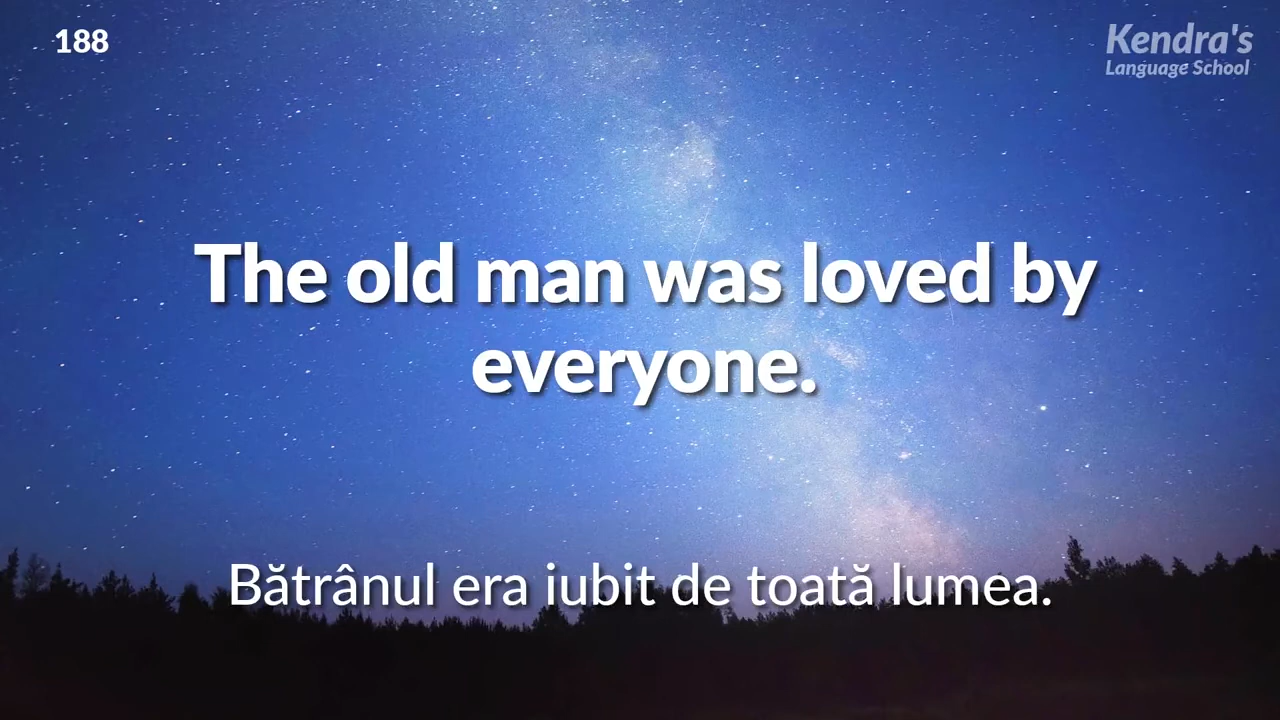 188
Kendra's
Language School
The old man was loved by
everyone.
Bătrânul era iubit de toată lumea.